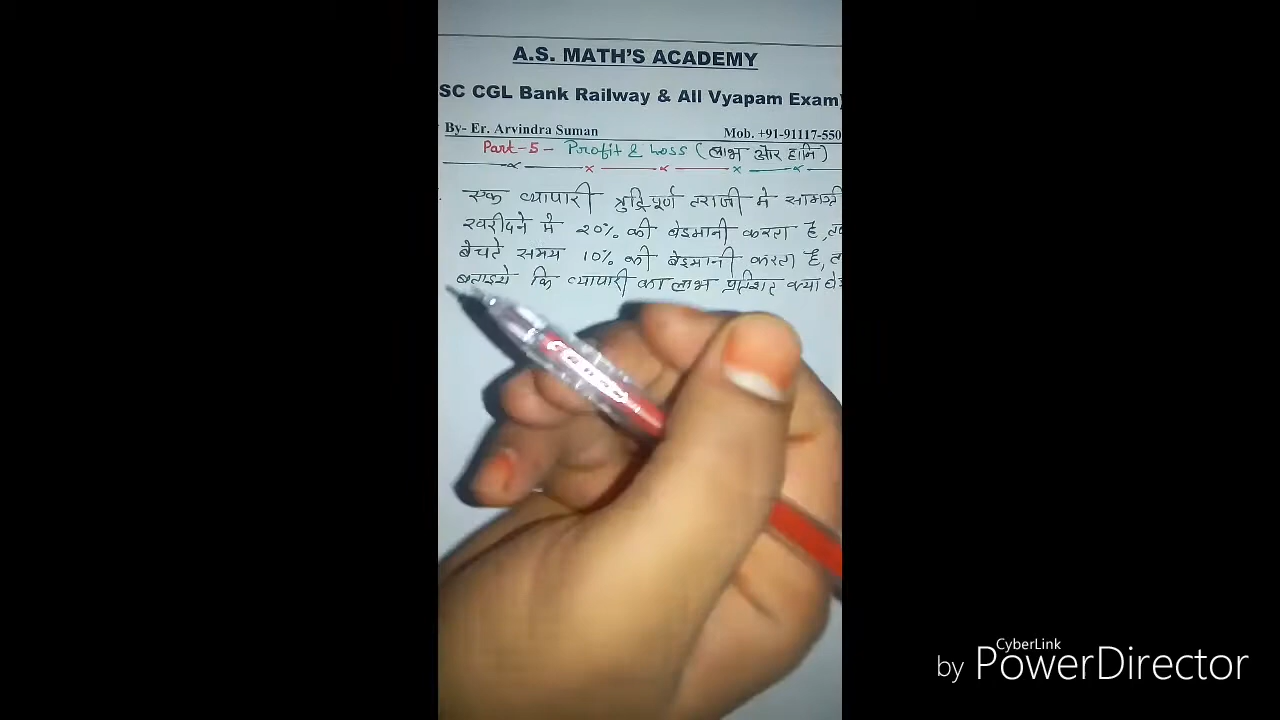 A.S. MATH'S ACADEMY
SC CGL Bank Railway & All Vyapam Exam)
By- Er. Arvindra Suman Mob. +91-91117-550
Part-5 - Profit & Loss (लाभ और हानि)
एक व्यापारी त्रुटिपूर्ण तराजी मे सामग्री
खरीदने मे 20% की बेइमानी करता है,
बेचते समय 10% की बेइमानी करता है,
बताइये कि व्यापारी का लाभ प्रतिशत क्या
CyberLink
by PowerDirector